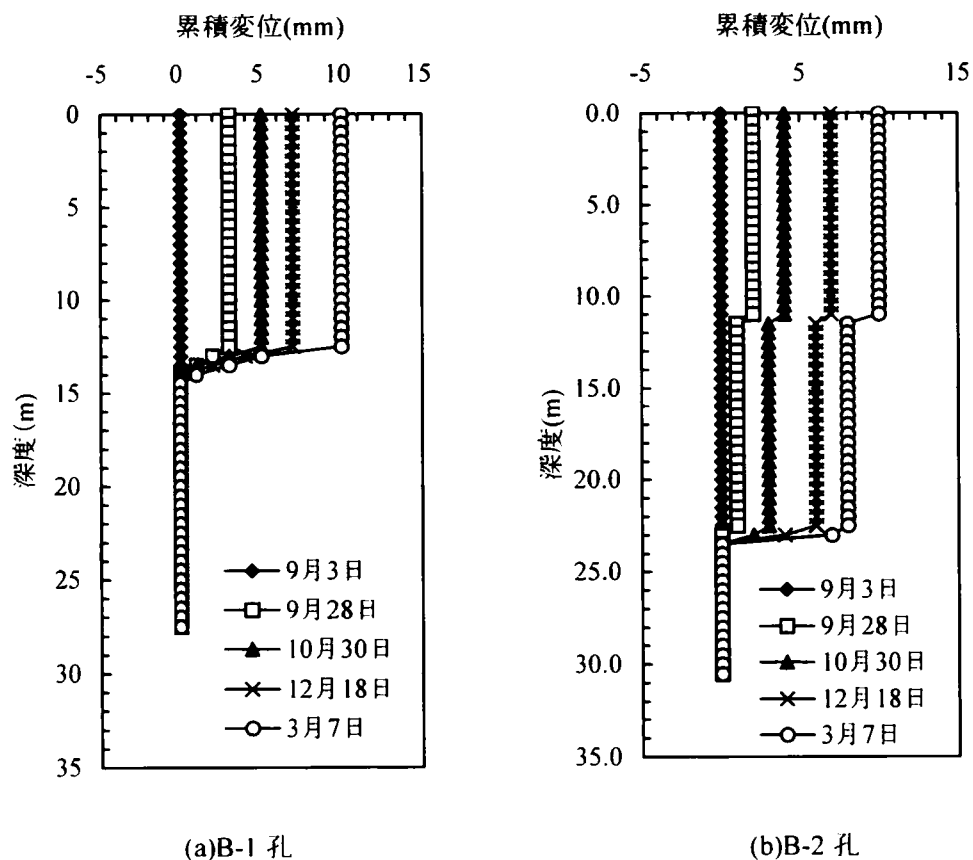 累積変位(mm)
-5 0 5 10 15
0
5
10
15
20
25
30
35
深度(m)
9月3日
9月28日
10月30日
12月18日
3月7日
(a)B-1 孔
累積変位(mm)
-5 5 15
0.0
5.0
10.0
15.0
20.0
25.0
30.0
35.0
深度(m)
9月3日
9月28日
10月30日
12月18日
3月7日
(b)B-2 孔